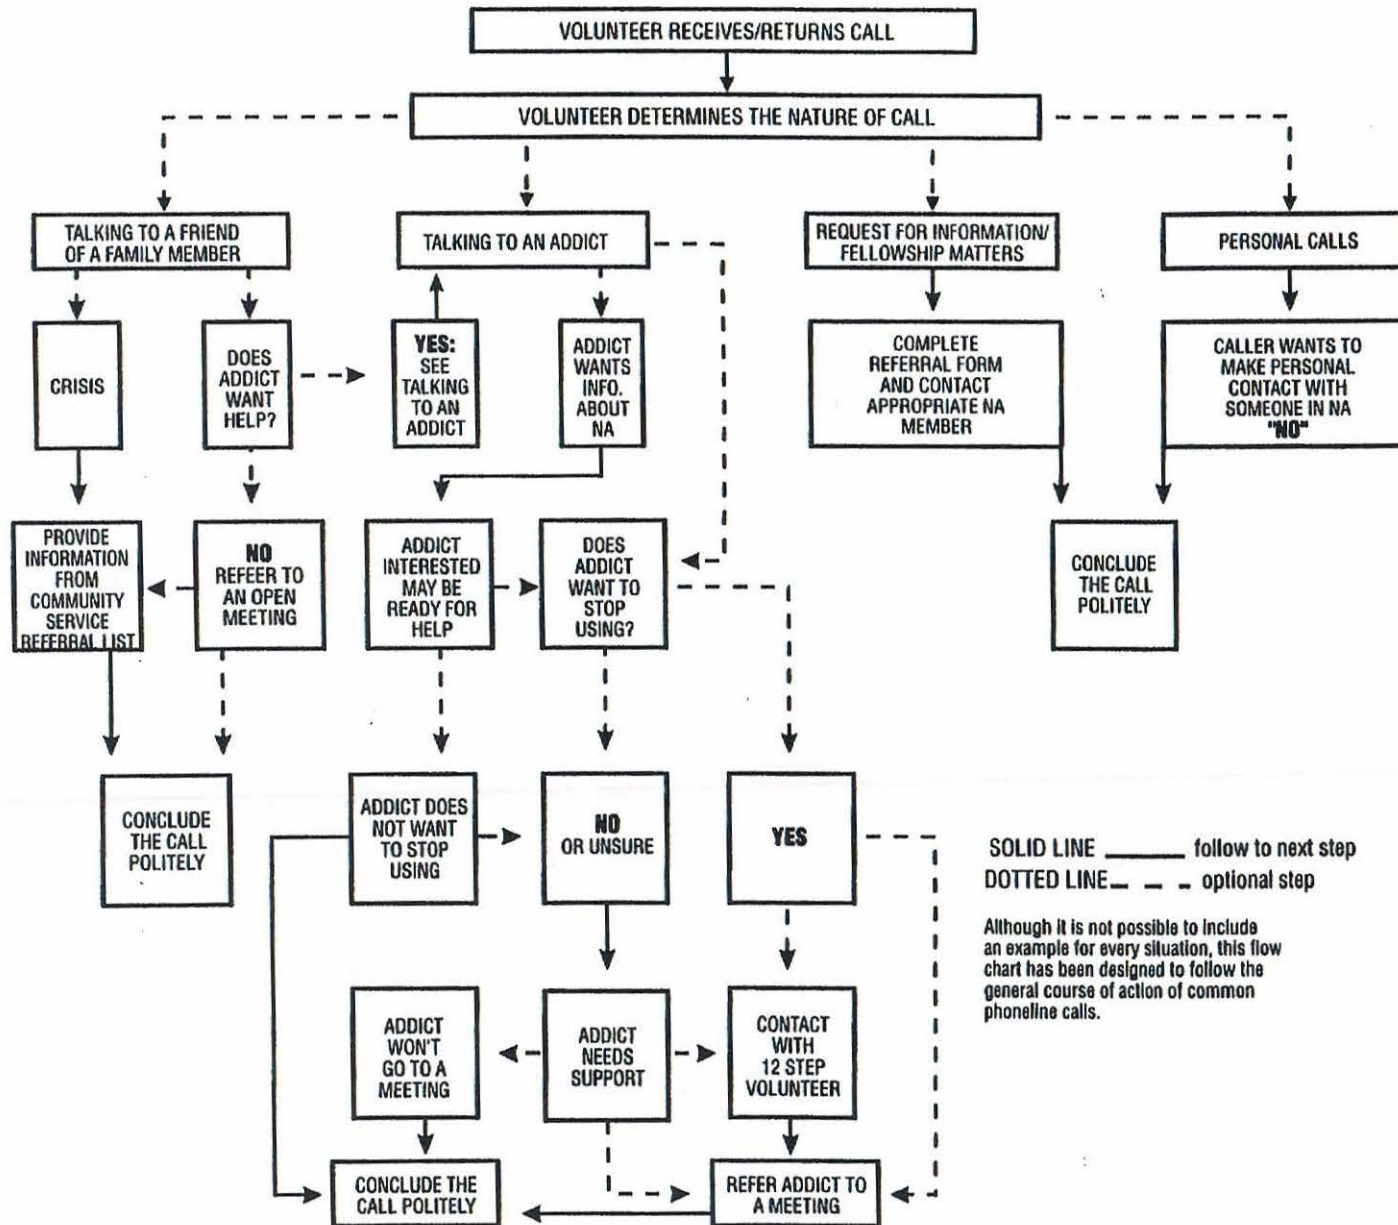 VOLUNTEER RECEIVES/RETURNS CALL
VOLUNTEER DETERMINES THE NATURE OF CALL
TALKING TO A FRIEND
OF A FAMILY MEMBER
TALKING TO AN ADDICT
REQUEST FOR INFORMATION/
FELLOWSHIP MATTERS
PERSONAL CALLS
CRISIS
DOES
ADDICT
WANT
HELP?
YES:
SEE
TALKING
TO AN
ADDICT
ADDICT
WANTS
INFO.
ABOUT
NA
COMPLETE
REFERRAL FORM
AND CONTACT
APPROPRIATE NA
MEMBER
CALLER WANTS TO
MAKE PERSONAL
CONTACT WITH
SOMEONE IN NA
"NO"
PROVIDE
INFORMATION
FROM
COMMUNITY
SERVICE
REFERRAL LIST
NO
REFEER TO
AN OPEN
MEETING
ADDICT
INTERESTED
MAY BE
READY FOR
HELP
DOES
ADDICT
WANT TO
STOP
USING?
CONCLUDE
THE CALL
POLITELY
CONCLUDE
THE CALL
POLITELY
ADDICT DOES
NOT WANT
TO STOP
USING
NO
OR UNSURE
YES
SOLID LINE follow to next step
DOTTED LINE optional step
Although it is not possible to include
an example for every situation, this flow
chart has been designed to follow the
general course of action of common
phoneline calls.
ADDICT
WON'T
GO TO A
MEETING
ADDICT
NEEDS
SUPPORT
CONTACT
WITH
12 STEP
VOLUNTEER
CONCLUDE THE
CALL POLITELY
REFER ADDICT TO
A MEETING